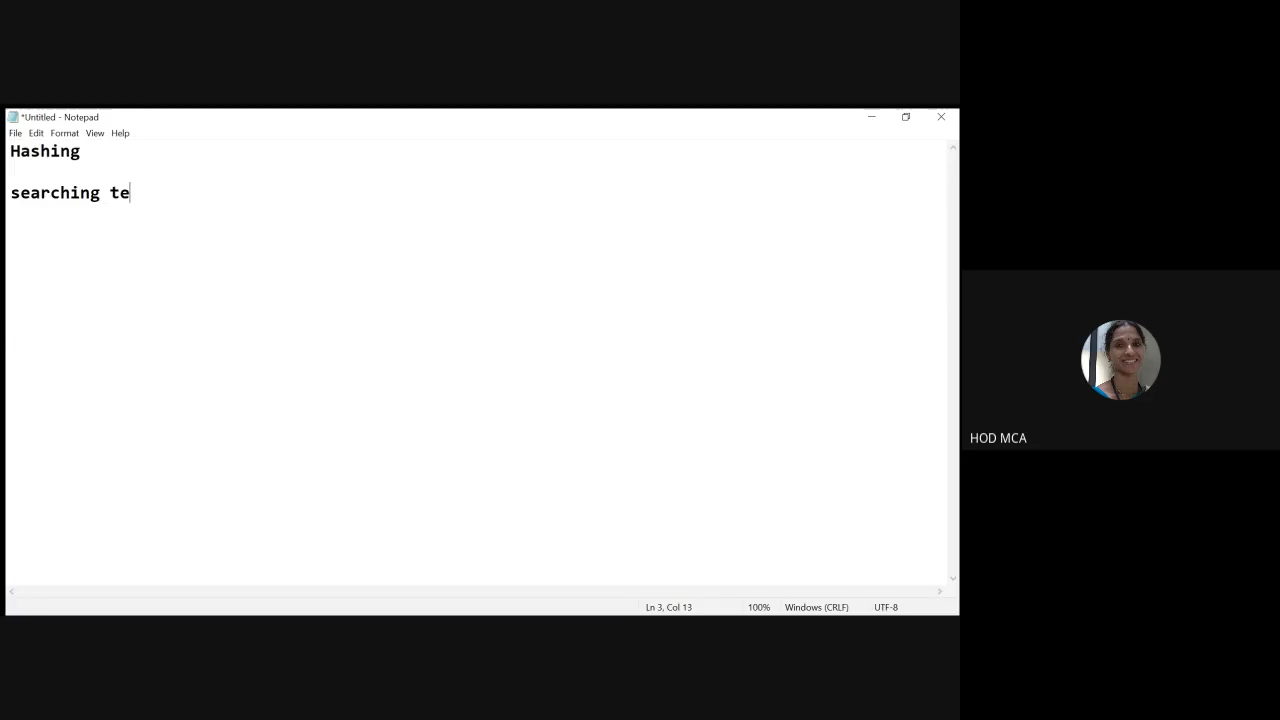 *Untitled - Notepad
File Edit Format View Help
Hashing
searching te
HOD MCA
Ln 3, Col 13 100% Windows (CRLF) UTF-8